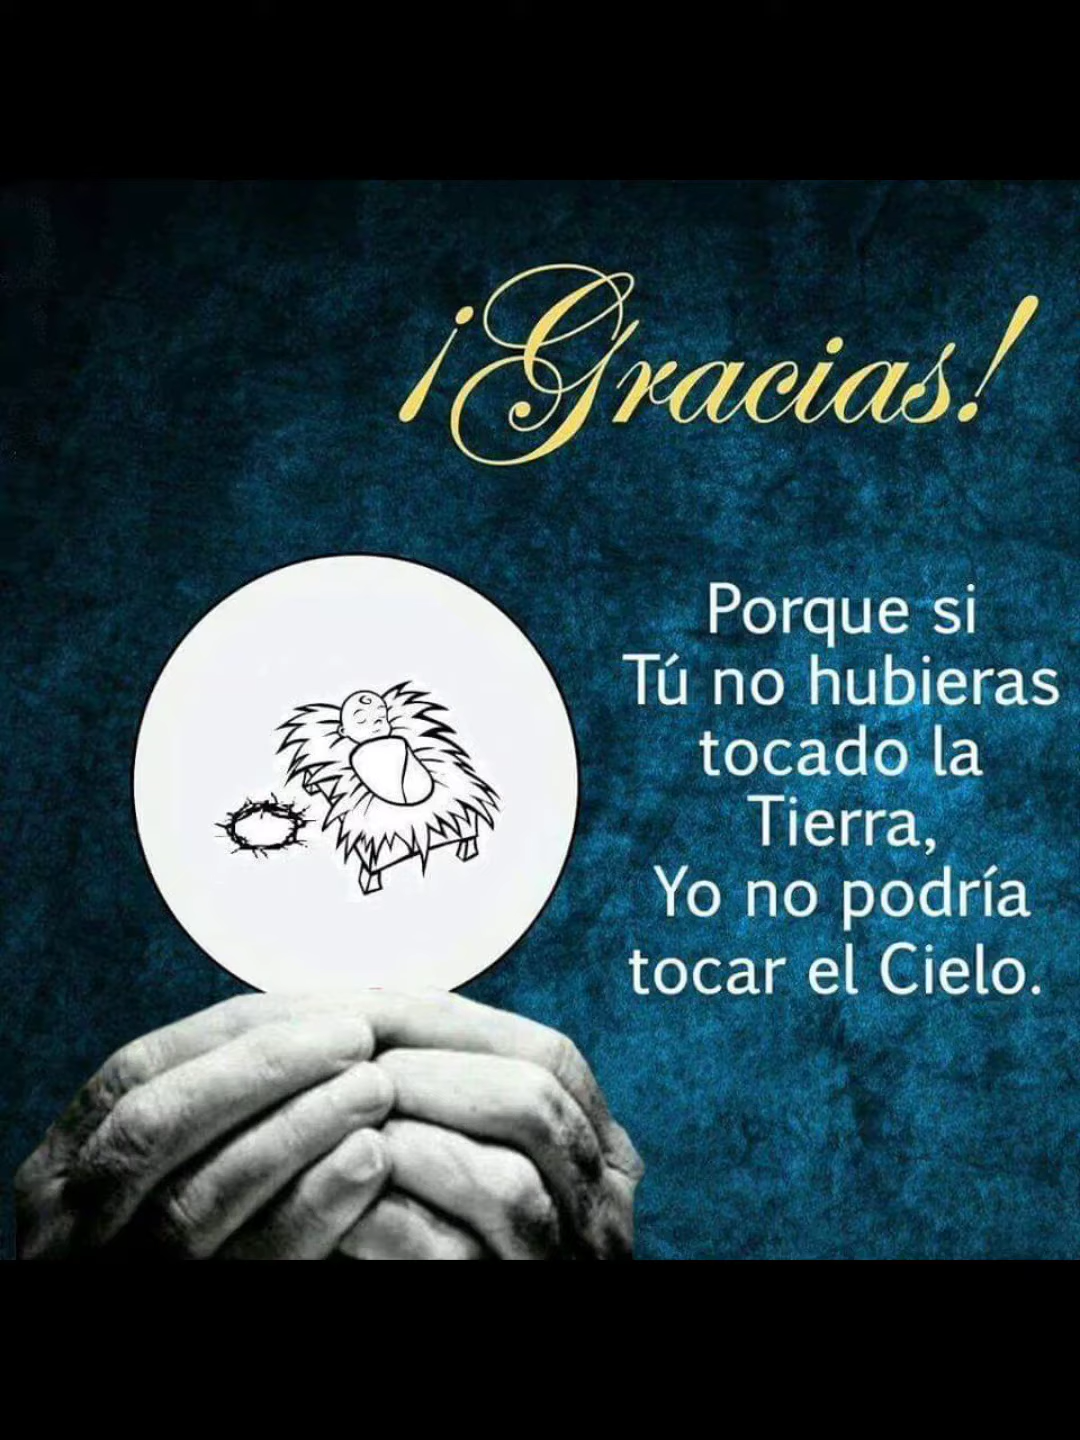 ¡Gracias!
Porque si
Tú no hubieras
tocado la
Tierra,
Yo no podría
tocar el Cielo.